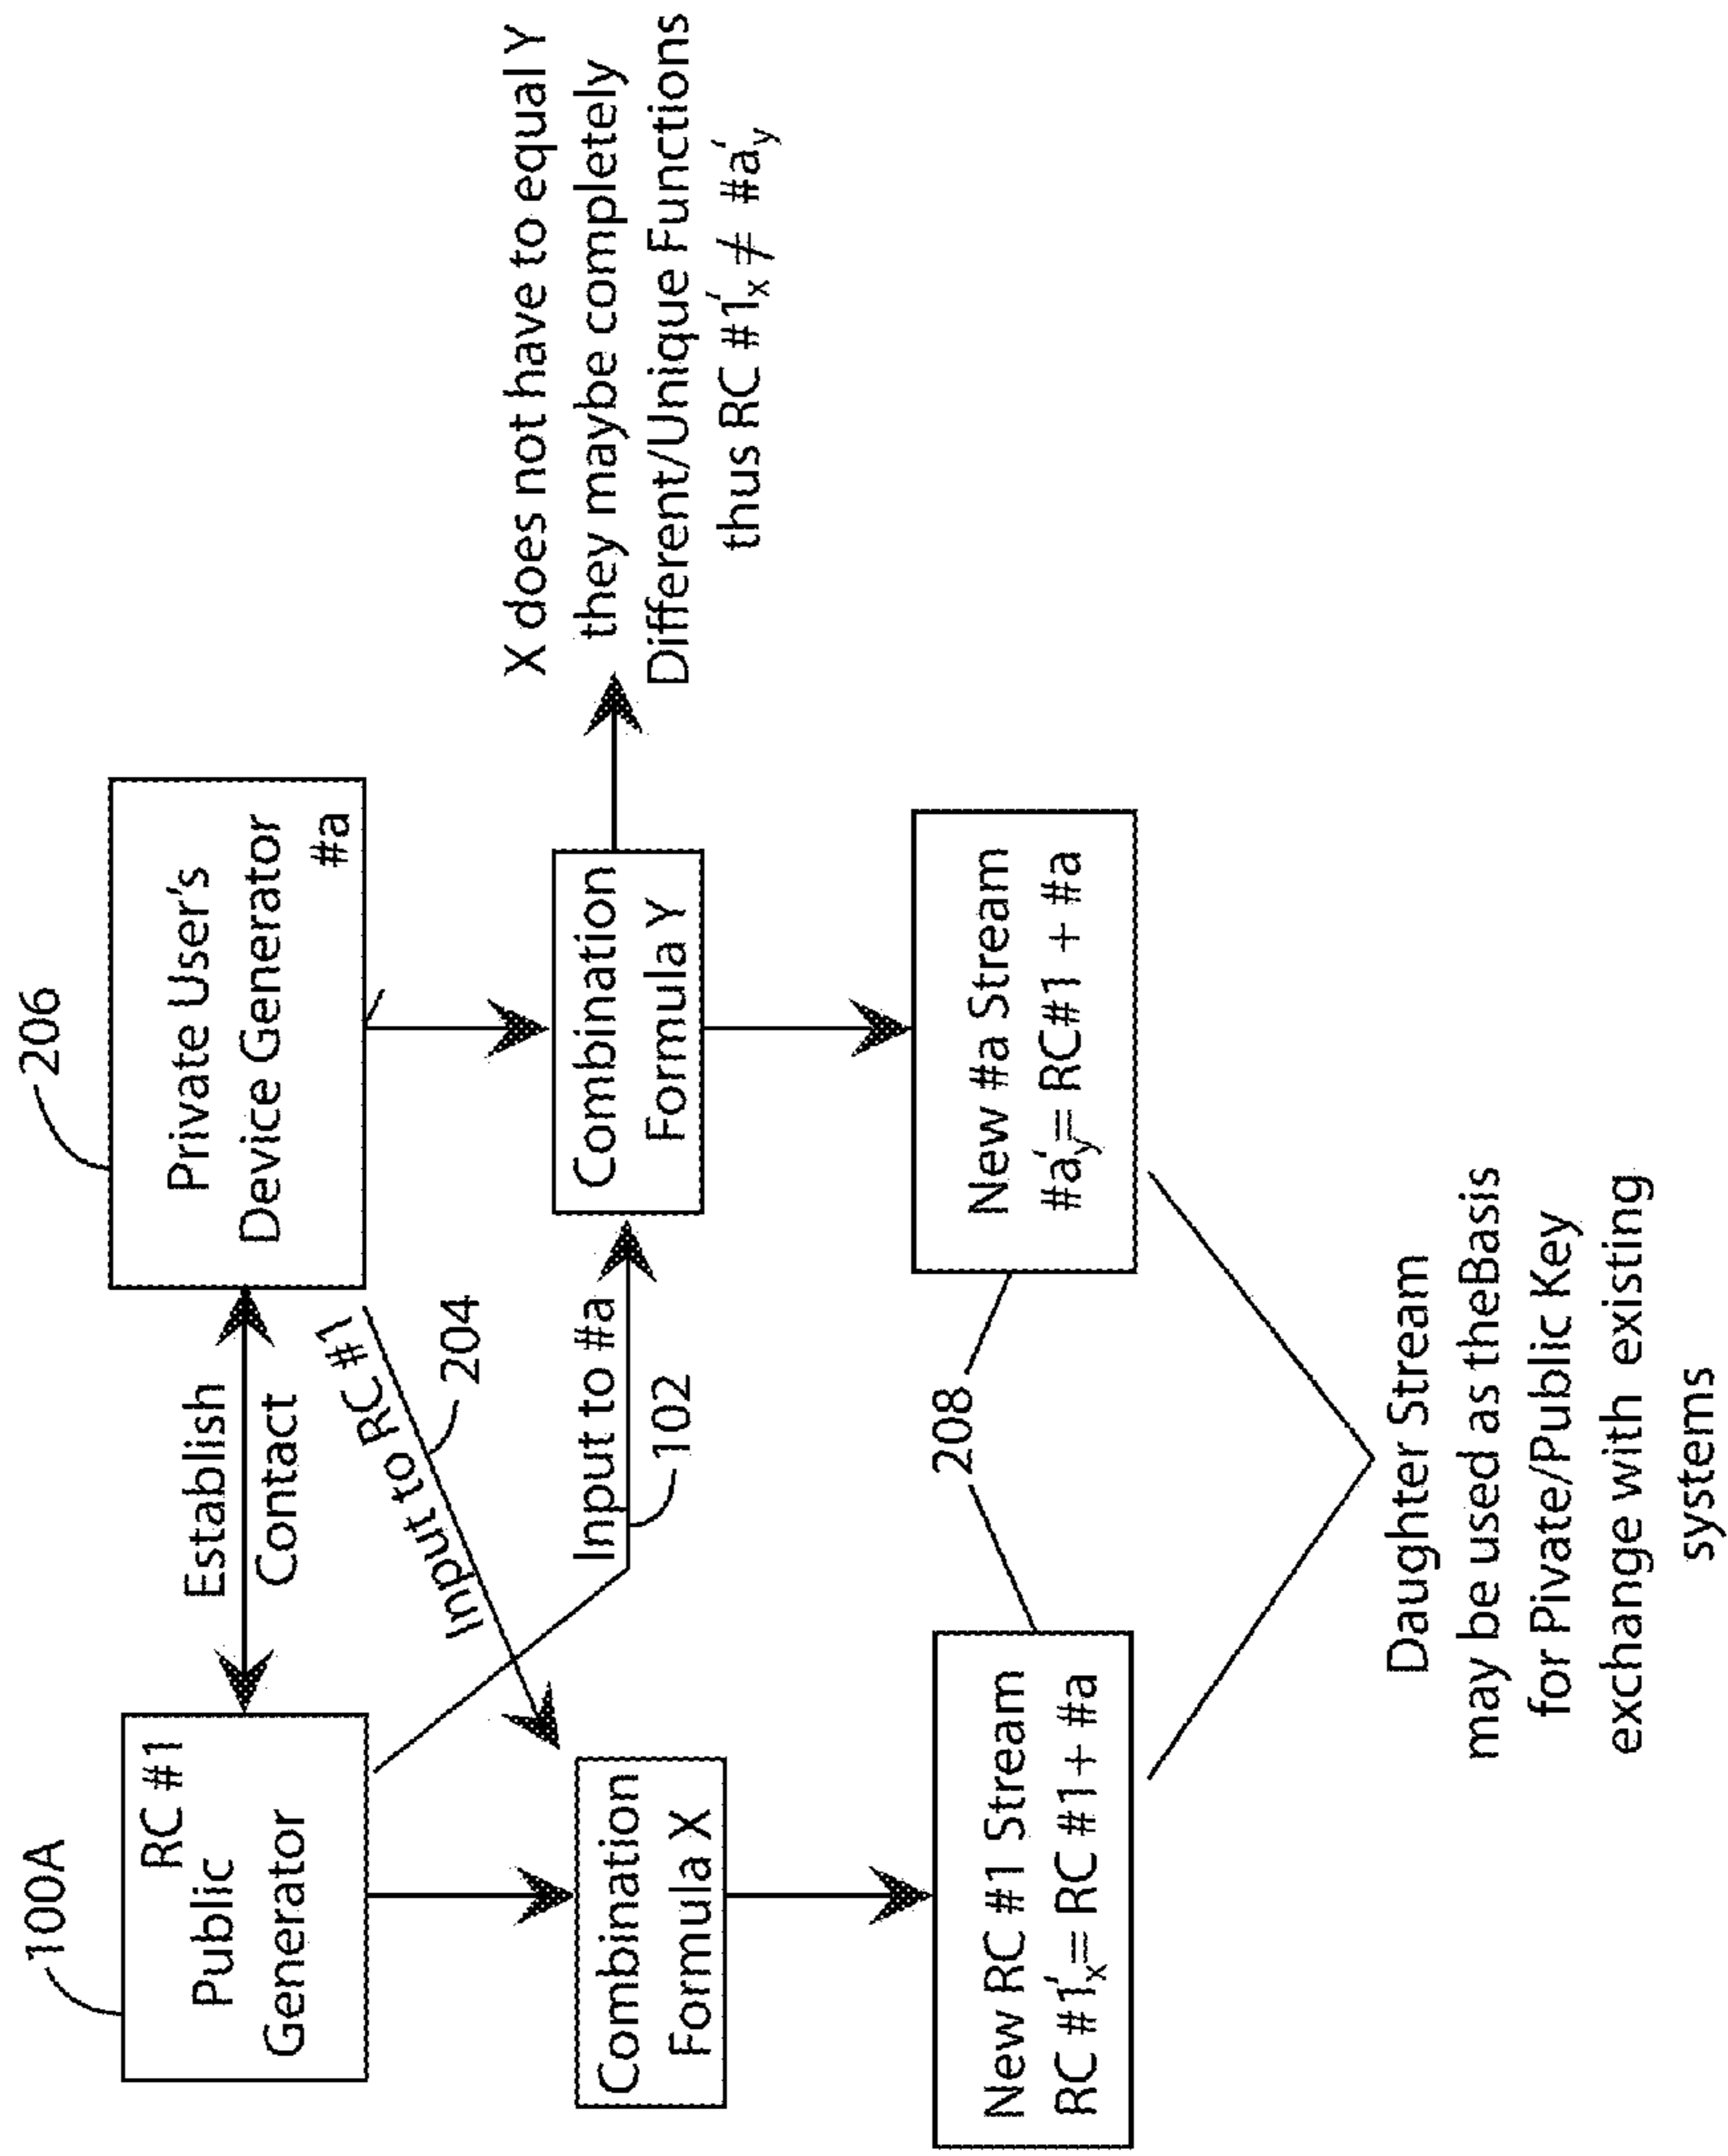 100A
RC #1
Public
Generator
Establish
Contact
206
Private User's
Device Generator
#a
Input to RC #1
204
Input to #a
102
Combination
Formula X
Combination
Formula Y
X does not have to equal Y
they maybe completely
Different/Unique Functions
thus RC #1'ₓ ≠ #a'y
New RC #1 Stream
RC #1'ₓ= RC #1+ #a
208
New #a Stream
#a'y= RC#1 + #a
Daughter Stream
may be used as theBasis
for Pivate/Public Key
exchange with existing
systems